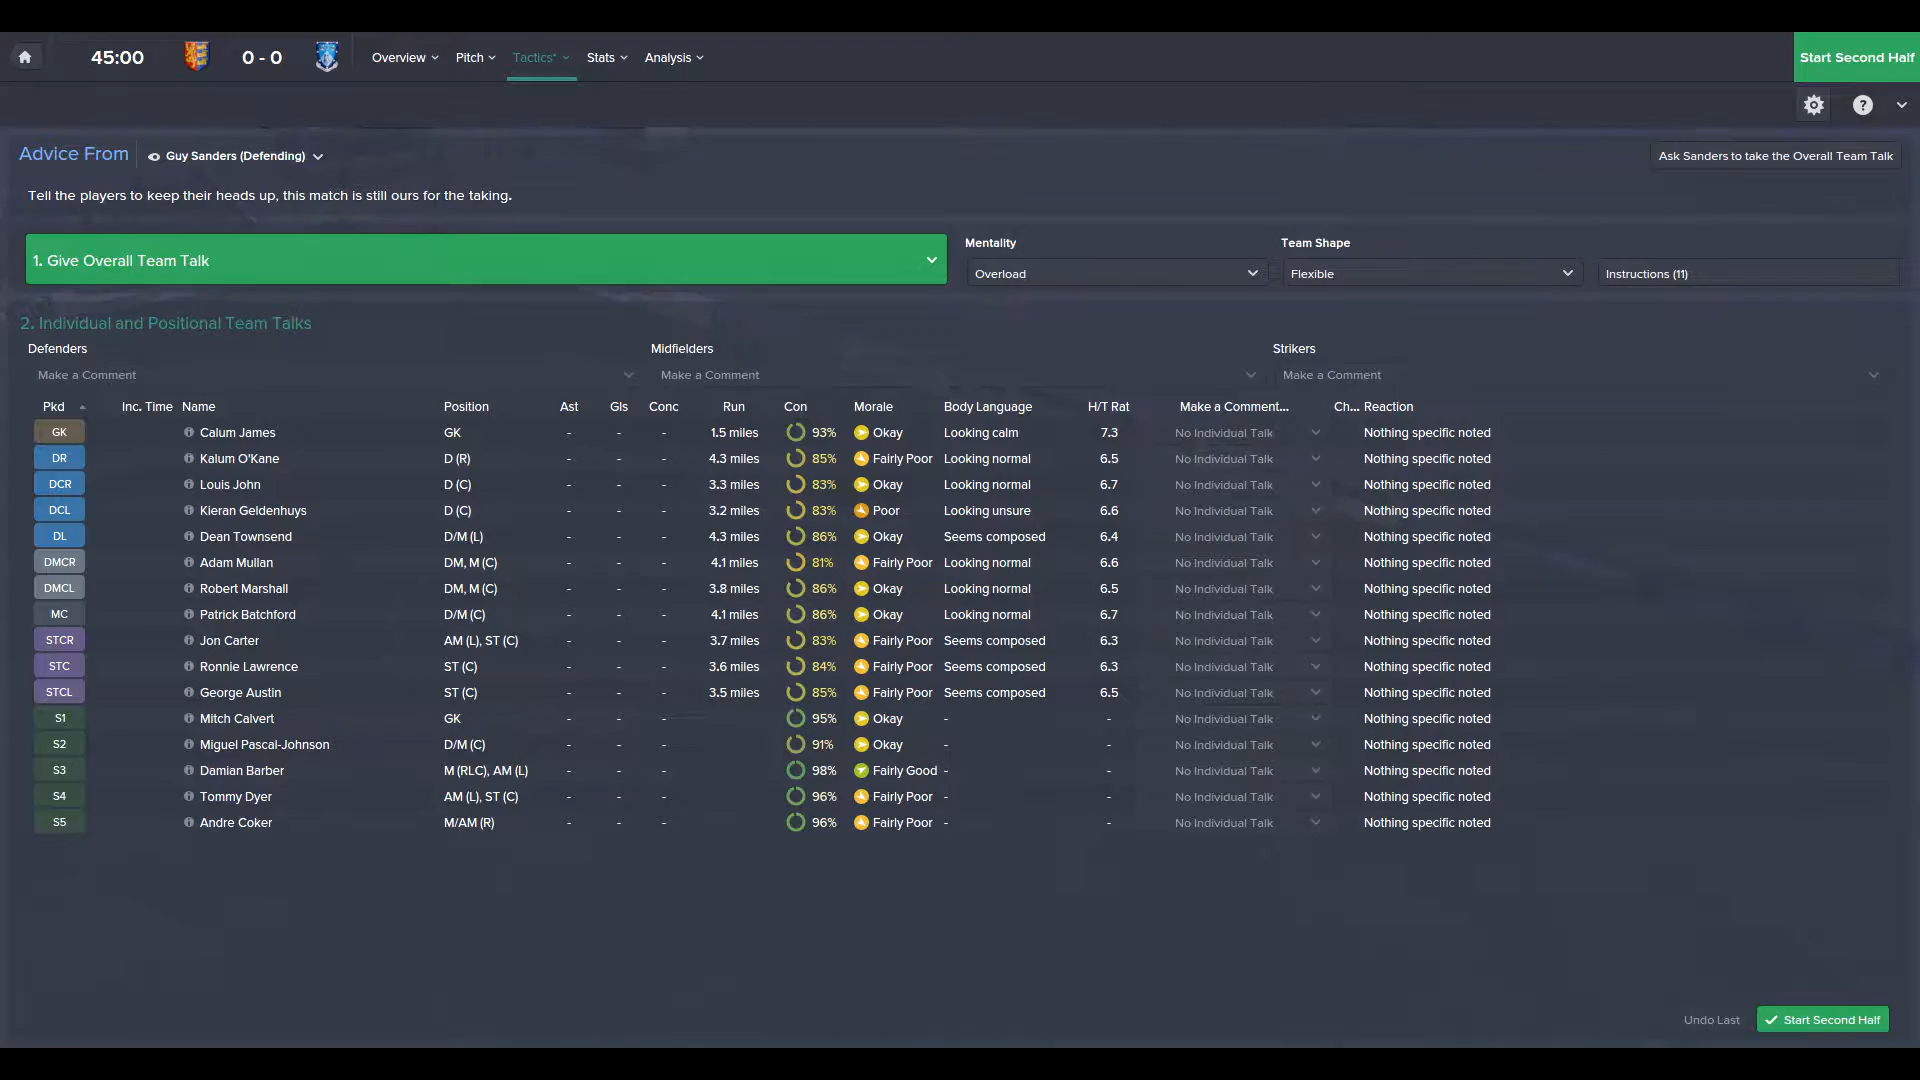 45:00 0 - 0 Overview Pitch Tactics* Stats Analysis Start Second Half
?
Advice From Guy Sanders (Defending) Ask Sanders to take the Overall Team Talk
Tell the players to keep their heads up, this match is still ours for the taking.
Mentality Team Shape
1. Give Overall Team Talk Overload Flexible Instructions (11)
2. Individual and Positional Team Talks
Defenders Midfielders Strikers
Make a Comment Make a Comment Make a Comment
Pkd Inc. Time Name Position Ast Gls Conc Run Con Morale Body Language H/T Rat Make a Comment... Ch... Reaction
GK Calum James GK - - - 1.5 miles 93% Okay Looking calm 7.3 No Individual Talk Nothing specific noted
DR Kalum O'Kane D (R) - - - 4.3 miles 85% Fairly Poor Looking normal 6.5 No Individual Talk Nothing specific noted
DCR Louis John D (C) - - - 3.3 miles 83% Okay Looking normal 6.7 No Individual Talk Nothing specific noted
DCL Kieran Geldenhuys D (C) - - - 3.2 miles 83% Poor Looking unsure 6.6 No Individual Talk Nothing specific noted
DL Dean Townsend D/M (L) - - - 4.3 miles 86% Okay Seems composed 6.4 No Individual Talk Nothing specific noted
DMCR Adam Mullan DM, M (C) - - - 4.1 miles 81% Fairly Poor Looking normal 6.6 No Individual Talk Nothing specific noted
DMCL Robert Marshall DM, M (C) - - - 3.8 miles 86% Okay Looking normal 6.5 No Individual Talk Nothing specific noted
MC Patrick Batchford D/M (C) - - - 4.1 miles 86% Okay Looking normal 6.7 No Individual Talk Nothing specific noted
STCR Jon Carter AM (L), ST (C) - - - 3.7 miles 83% Fairly Poor Seems composed 6.3 No Individual Talk Nothing specific noted
STC Ronnie Lawrence ST (C) - - - 3.6 miles 84% Fairly Poor Seems composed 6.3 No Individual Talk Nothing specific noted
STCL George Austin ST (C) - - - 3.5 miles 85% Fairly Poor Seems composed 6.5 No Individual Talk Nothing specific noted
S1 Mitch Calvert GK - - - 95% Okay - - No Individual Talk Nothing specific noted
S2 Miguel Pascal-Johnson D/M (C) - - - 91% Okay - - No Individual Talk Nothing specific noted
S3 Damian Barber M (RLC), AM (L) - - - 98% Fairly Good - - No Individual Talk Nothing specific noted
S4 Tommy Dyer AM (L), ST (C) - - - 96% Fairly Poor - - No Individual Talk Nothing specific noted
S5 Andre Coker M/AM (R) - - - 96% Fairly Poor - - No Individual Talk Nothing specific noted
Undo Last Start Second Half